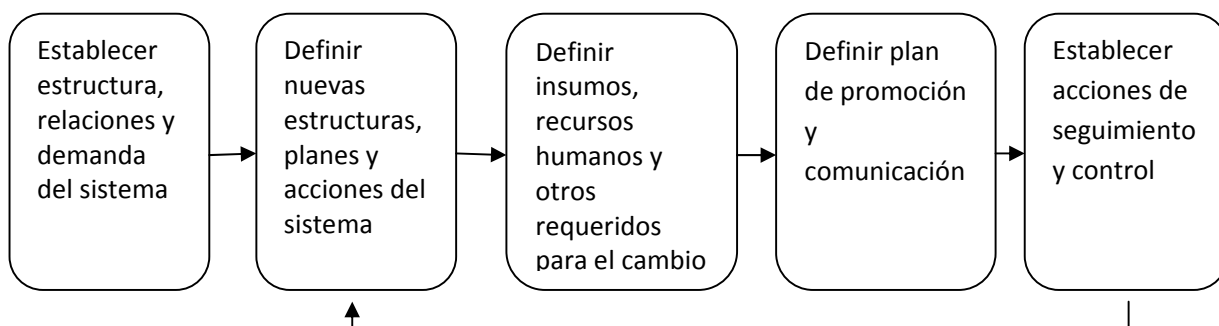 Establecer
estructura,
relaciones y
demanda
del sistema
Definir
nuevas
estructuras,
planes y
acciones del
sistema
Definir
insumos,
recursos
humanos y
otros
requeridos
para el cambio
Definir plan
de promoción
y
comunicación
Establecer
acciones de
seguimiento
y control